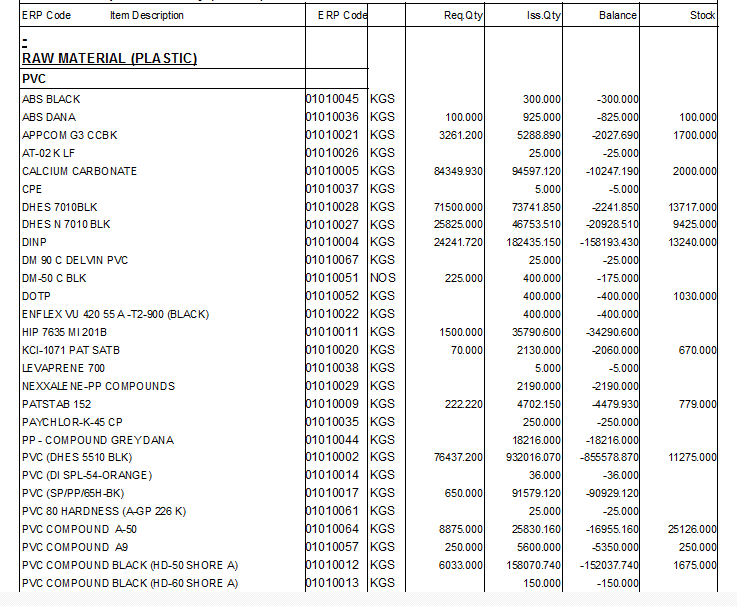 ERP Code Item Description ERP Code Req.Qty Iss.Qty Balance Stock
-
RAW MATERIAL (PLASTIC)
PVC
ABS BLACK 01010045 KGS 300.000 -300.000
ABS DANA 01010036 KGS 100.000 925.000 -825.000 100.000
APPCOM G3 CCBK 01010021 KGS 3261.200 5288.890 -2027.690 1700.000
AT-02 K LF 01010026 KGS 25.000 -25.000
CALCIUM CARBONATE 01010005 KGS 84349.930 94597.120 -10247.190 2000.000
CPE 01010037 KGS 5.000 -5.000
DHES 7010BLK 01010028 KGS 71500.000 73741.850 -2241.850 13717.000
DHES N 7010 BLK 01010027 KGS 25825.000 46753.510 -20928.510 9425.000
DINP 01010004 KGS 24241.720 182435.150 -158193.430 13240.000
DM 90 C DELVIN PVC 01010067 KGS 25.000 -25.000
DM-50 C BLK 01010051 NOS 225.000 400.000 -175.000
DOTP 01010052 KGS 400.000 -400.000 1030.000
ENFLEX VU 420 55 A -T2-900 (BLACK) 01010022 KGS 400.000 -400.000
HIP 7635 MI 201B 01010011 KGS 1500.000 35790.600 -34290.600
KCI-1071 PAT SATB 01010020 KGS 70.000 2130.000 -2060.000 670.000
LEVAPRENE 700 01010038 KGS 5.000 -5.000
NEXXALENE-PP COMPOUNDS 01010029 KGS 2190.000 -2190.000
PATSTAB 152 01010009 KGS 222.220 4702.150 -4479.930 779.000
PAYCHLOR-K-45 CP 01010035 KGS 250.000 -250.000
PP - COMPOUND GREYDANA 01010044 KGS 18216.000 -18216.000
PVC (DHES 5510 BLK) 01010002 KGS 76437.200 932016.070 -855578.870 11275.000
PVC (DI SPL-54-ORANGE) 01010014 KGS 36.000 -36.000
PVC (SP/PP/65H-BK) 01010017 KGS 650.000 91579.120 -90929.120
PVC 80 HARDNESS (A-GP 226 K) 01010061 KGS 25.000 -25.000
PVC COMPOUND A-50 01010064 KGS 8875.000 25830.160 -16955.160 25126.000
PVC COMPOUND A9 01010057 KGS 250.000 5600.000 -5350.000 250.000
PVC COMPOUND BLACK (HD-50 SHORE A) 01010012 KGS 6033.000 158070.740 -152037.740 1675.000
PVC COMPOUND BLACK (HD-60 SHORE A) 01010013 KGS 150.000 -150.000